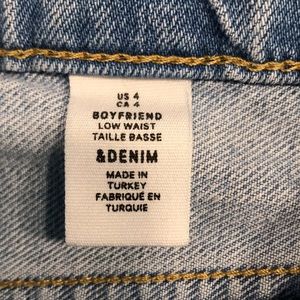 US 4
CA 4
BOYFRIEND
LOW WAIST
TAILLE BASSE
&DENIM
MADE IN
TURKEY
FABRIQUÉ EN
TURQUIE